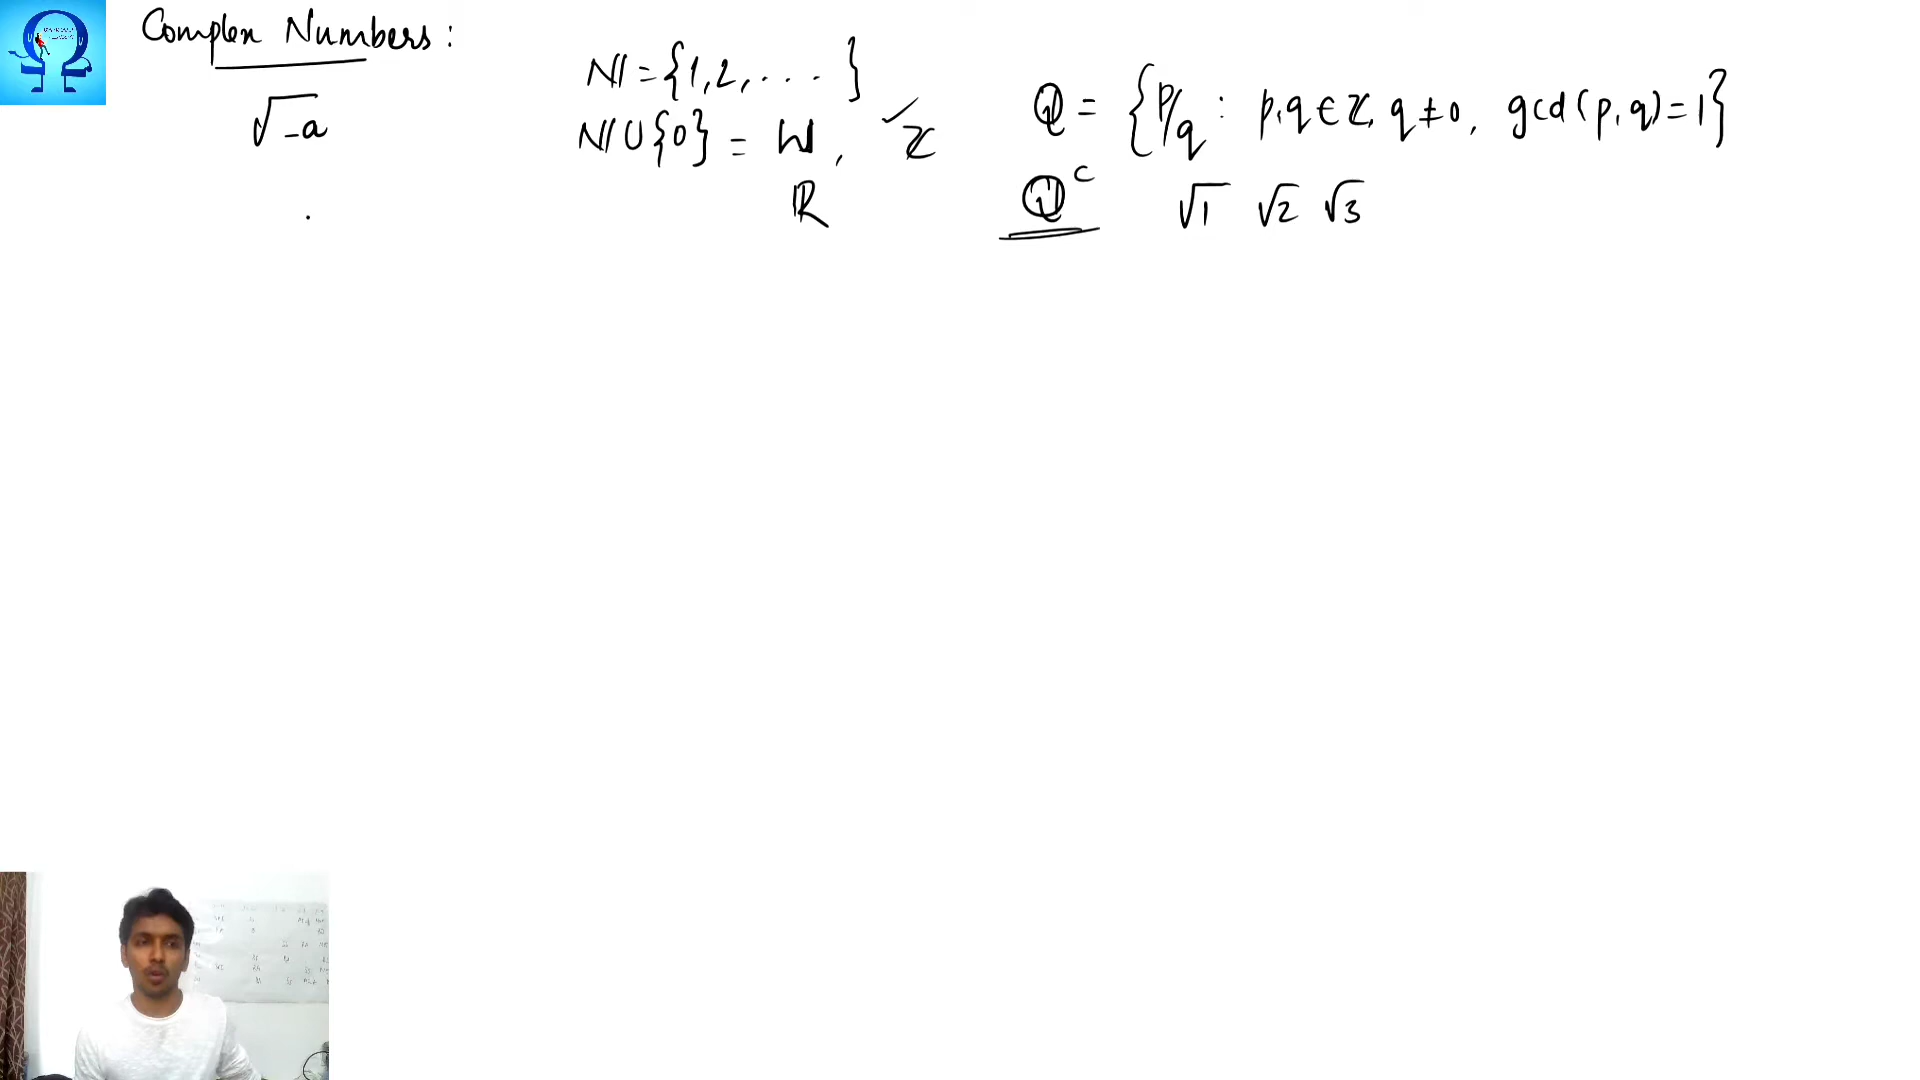 Complex Numbers:
√-a
N = {1, 2, ....}
N ∪ {0} = W, ✓ Z
R
Q = {p/q : p, q ∈ Z, q ≠ 0, gcd(p, q) = 1}
Q^c √1 √2 √3